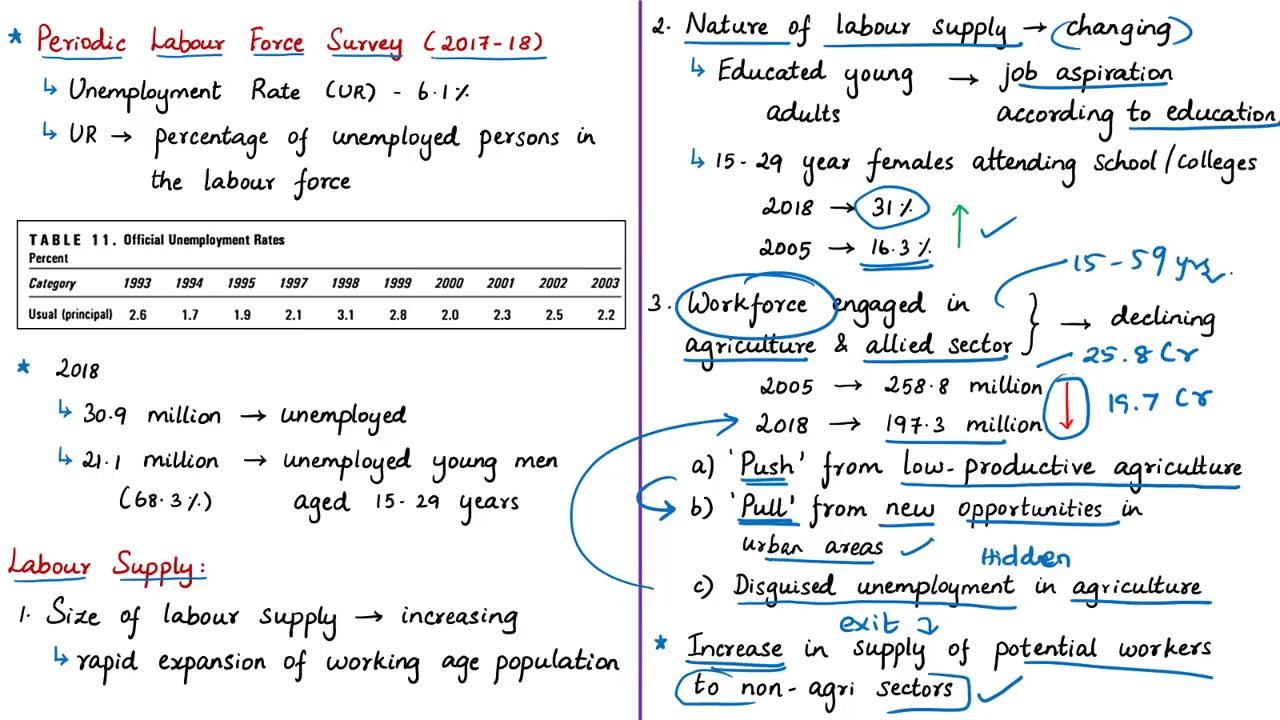 * Periodic Labour Force Survey (2017-18)
↳ Unemployment Rate (UR) - 6.1%
↳ UR → percentage of unemployed persons in
the labour force
TABLE 11. Official Unemployment Rates
Percent
Category 1993 1994 1995 1997 1998 1999 2000 2001 2002 2003
Usual (principal) 2.6 1.7 1.9 2.1 3.1 2.8 2.0 2.3 2.5 2.2
* 2018
↳ 30.9 million → unemployed
↳ 21.1 million → unemployed young men
(68.3%) aged 15-29 years
Labour Supply:
1. Size of labour supply → increasing
↳ rapid expansion of working age population
2. Nature of labour supply → (changing)
↳ Educated young → job aspiration
adults according to education
↳ 15-29 year females attending School/Colleges
2018 → 31%
2005 → 16.3%
15-59 yrs.
3. Workforce engaged in
agriculture & allied sector } → declining
25.8 Cr
2005 → 258.8 million
19.7 Cr
2018 → 197.3 million
a) 'Push' from low-productive agriculture
b) 'Pull' from new opportunities in
urban areas
Hidden
c) Disguised unemployment in agriculture
exit
* Increase in supply of potential workers
to non-agri sectors